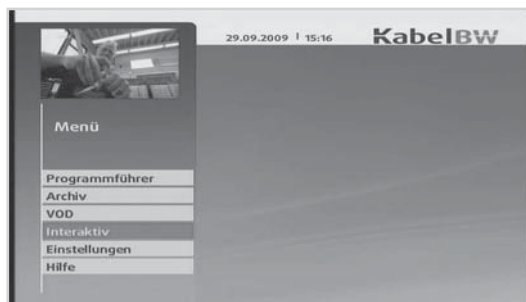 29.09.2009 | 15:16
KabelBW
Menü
Programmführer
Archiv
VOD
Interaktiv
Einstellungen
Hilfe